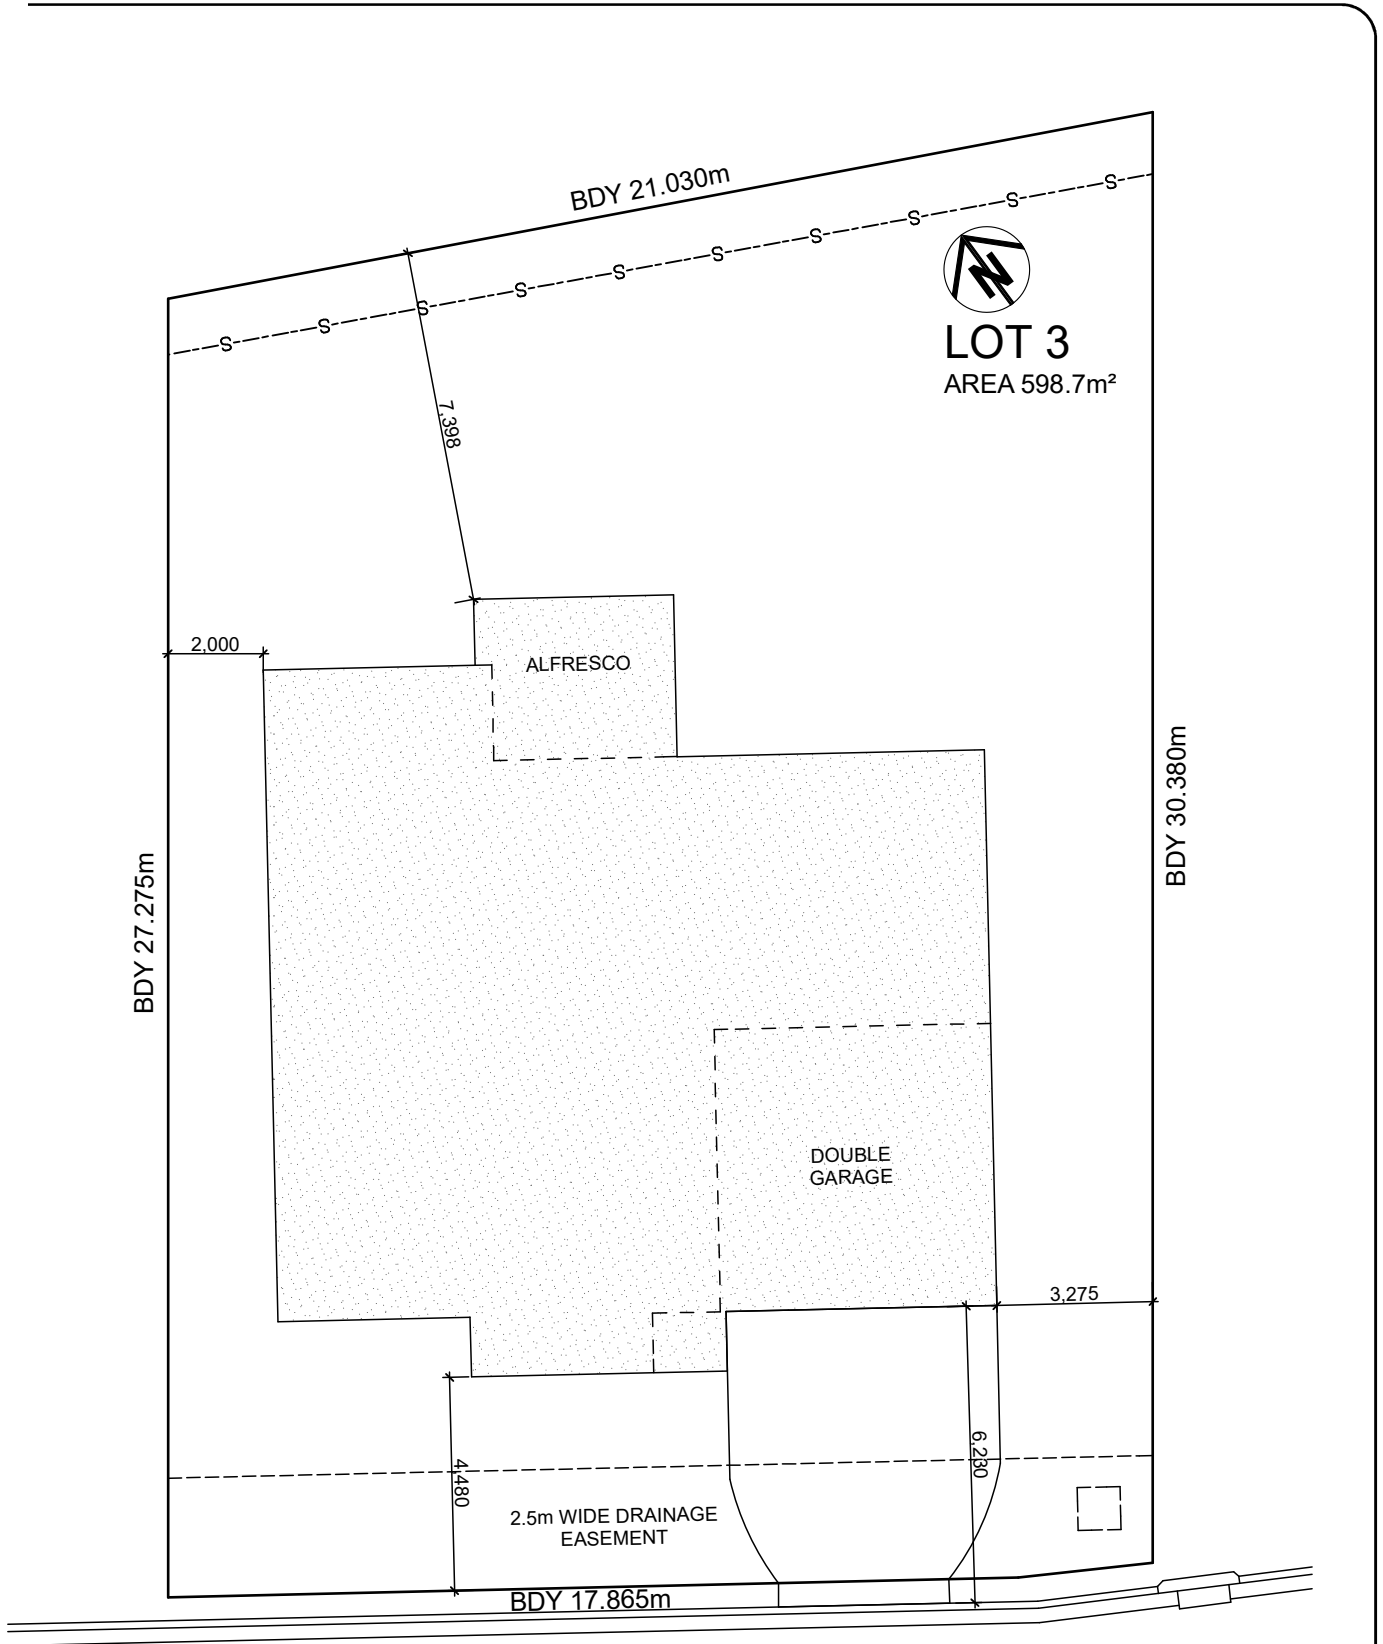 BDY 21.030m
S S S S S S S S S S
N
LOT 3
AREA 598.7m²
7,398
2,000
ALFRESCO
BDY 27.275m
BDY 30.380m
DOUBLE
GARAGE
3,275
4,480
6,230
2.5m WIDE DRAINAGE
EASEMENT
BDY 17.865m